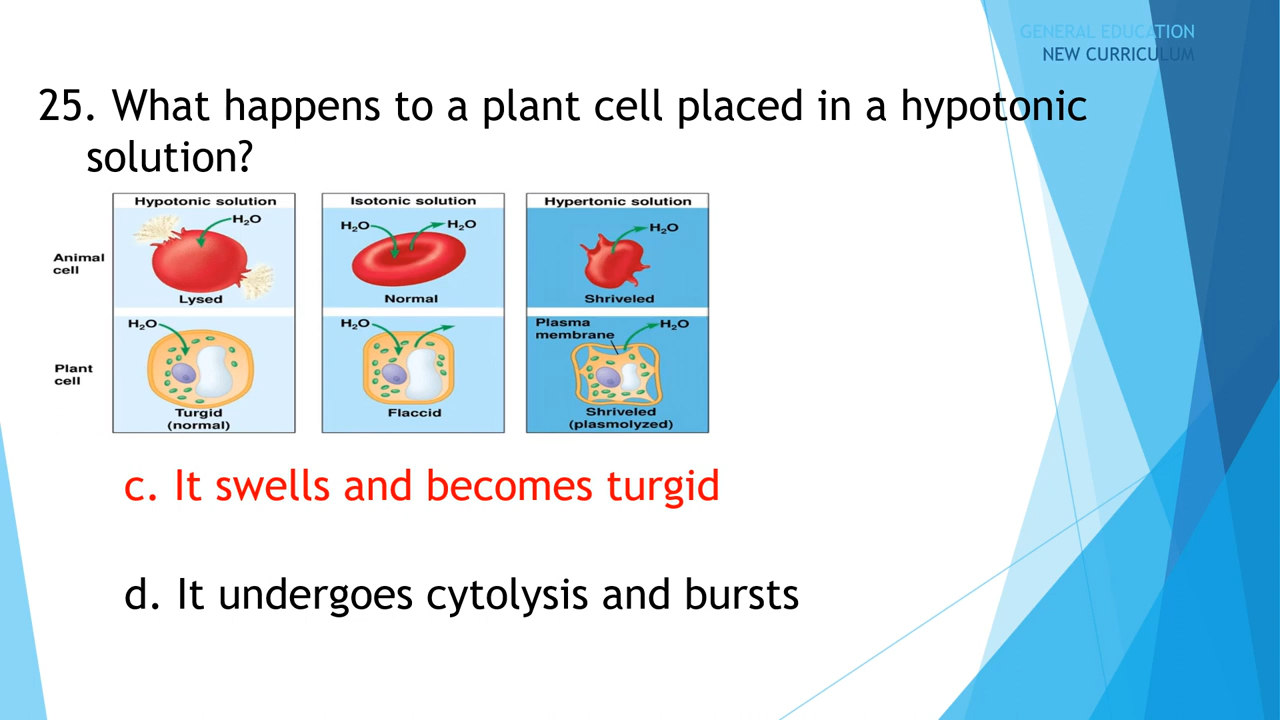 GENERAL EDUCATION
NEW CURRICULUM
25. What happens to a plant cell placed in a hypotonic
solution?
Hypotonic solution
Isotonic solution
Hypertonic solution
H₂O
H₂O
H₂O
H₂O
Animal
cell
Lysed
Normal
Shriveled
H₂O
H₂O
Plasma
membrane
H₂O
Plant
cell
Turgid
(normal)
Flaccid
Shriveled
(plasmolyzed)
c. It swells and becomes turgid
d. It undergoes cytolysis and bursts